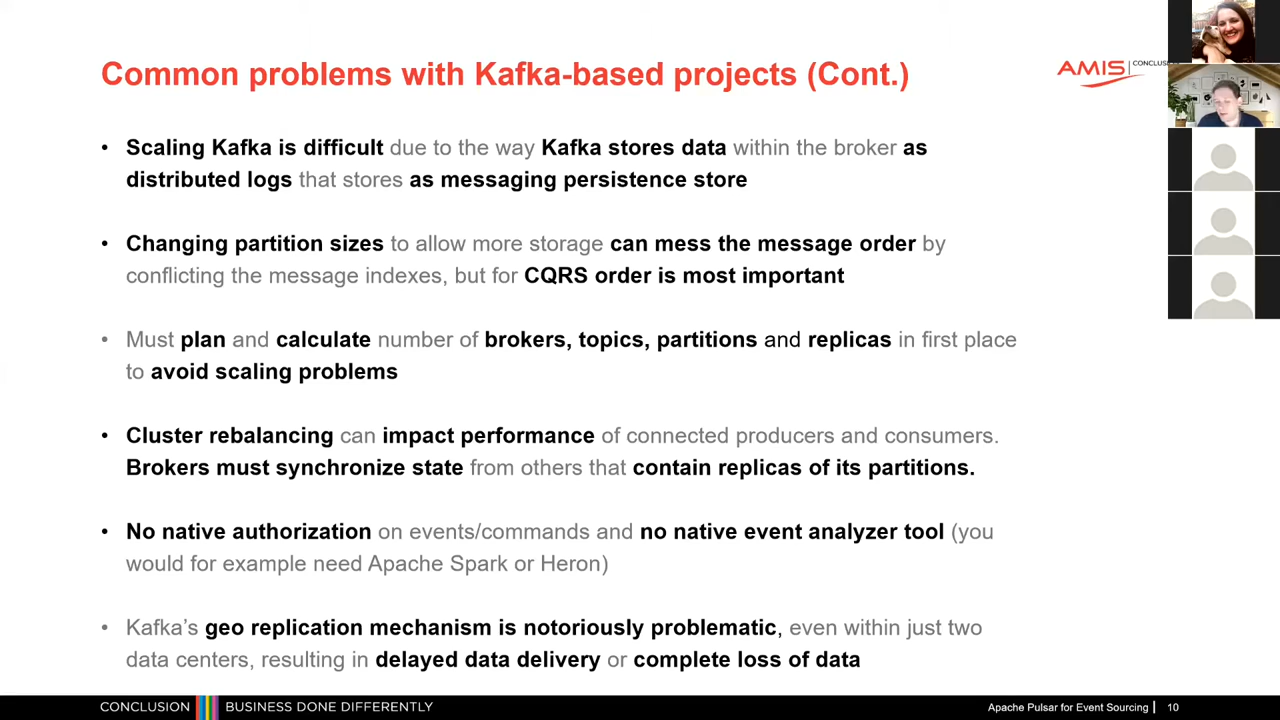 Common problems with Kafka-based projects (Cont.)
AMIS | CONCLUSIO
• Scaling Kafka is difficult due to the way Kafka stores data within the broker as
distributed logs that stores as messaging persistence store
• Changing partition sizes to allow more storage can mess the message order by
conflicting the message indexes, but for CQRS order is most important
• Must plan and calculate number of brokers, topics, partitions and replicas in first place
to avoid scaling problems
• Cluster rebalancing can impact performance of connected producers and consumers.
Brokers must synchronize state from others that contain replicas of its partitions.
• No native authorization on events/commands and no native event analyzer tool (you
would for example need Apache Spark or Heron)
• Kafka’s geo replication mechanism is notoriously problematic, even within just two
data centers, resulting in delayed data delivery or complete loss of data
CONCLUSION BUSINESS DONE DIFFERENTLY
Apache Pulsar for Event Sourcing | 10